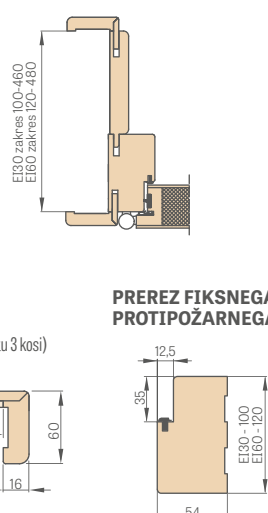 EI30 zakres 100-460
EI60 zakres 120-480
PREREZ FIKSNEGA
PROTIPOŽARNEGA
3 kosi)
12,5
35
60
16
EI30 - 100
EI60 - 120
54